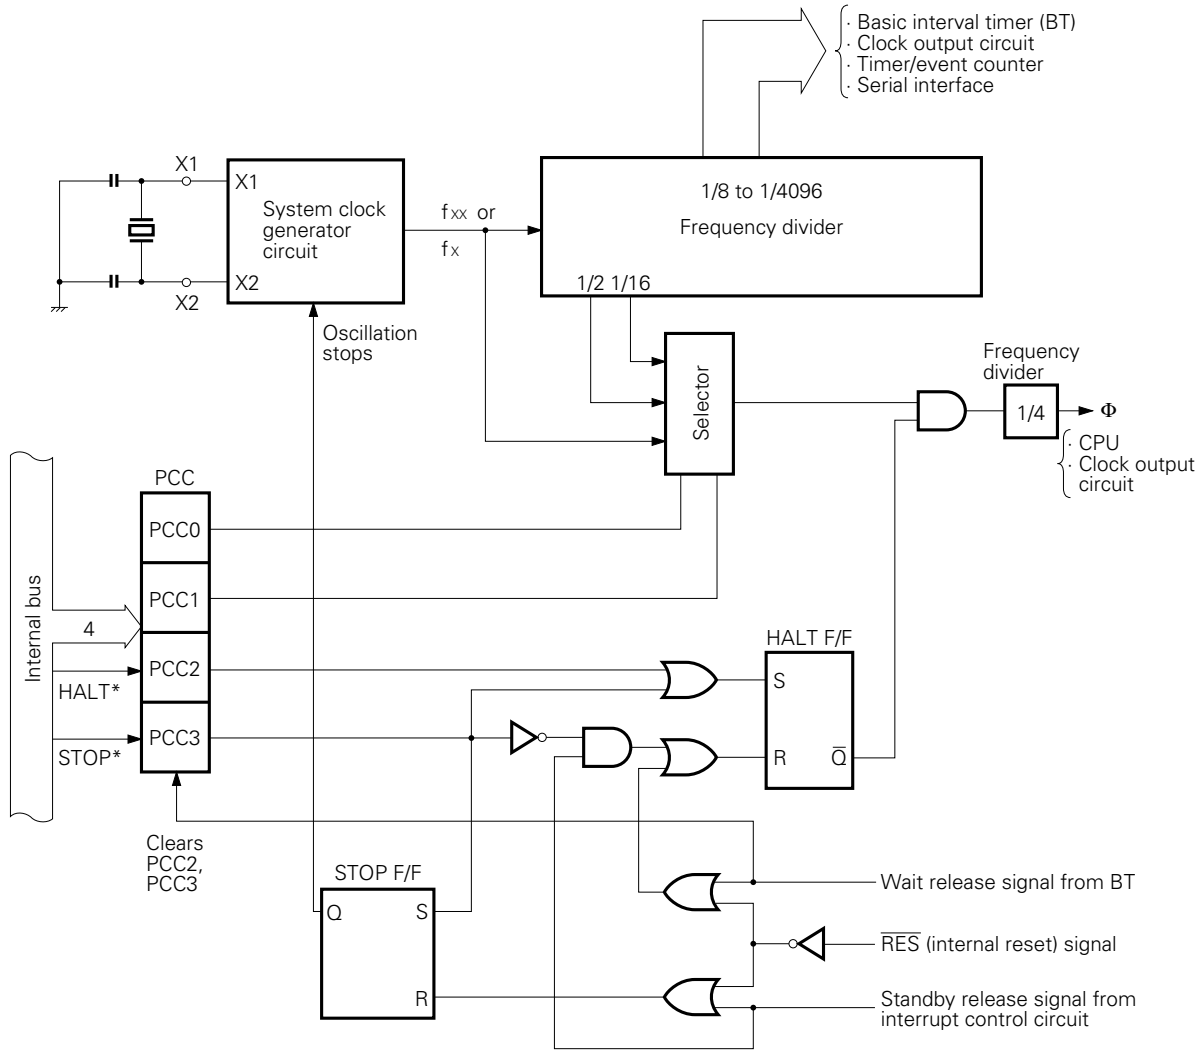 · Basic interval timer (BT)
· Clock output circuit
· Timer/event counter
· Serial interface
X1
X1
System clock
generator
circuit
X2
X2
fXX or
fX
1/8 to 1/4096
Frequency divider
1/2 1/16
Oscillation
stops
Selector
Frequency
divider
1/4
Φ
· CPU
· Clock output
circuit
PCC
PCC0
PCC1
PCC2
PCC3
Internal bus
4
HALT*
STOP*
HALT F/F
S
R
Q̅
Clears
PCC2,
PCC3
STOP F/F
Q
S
R
Wait release signal from BT
R̅E̅S̅ (internal reset) signal
Standby release signal from
interrupt control circuit